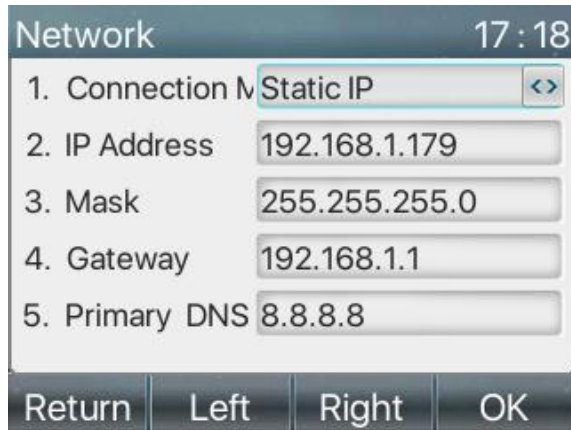 Network 17:18
1. Connection M Static IP <>
2. IP Address 192.168.1.179
3. Mask 255.255.255.0
4. Gateway 192.168.1.1
5. Primary DNS 8.8.8.8
Return Left Right OK